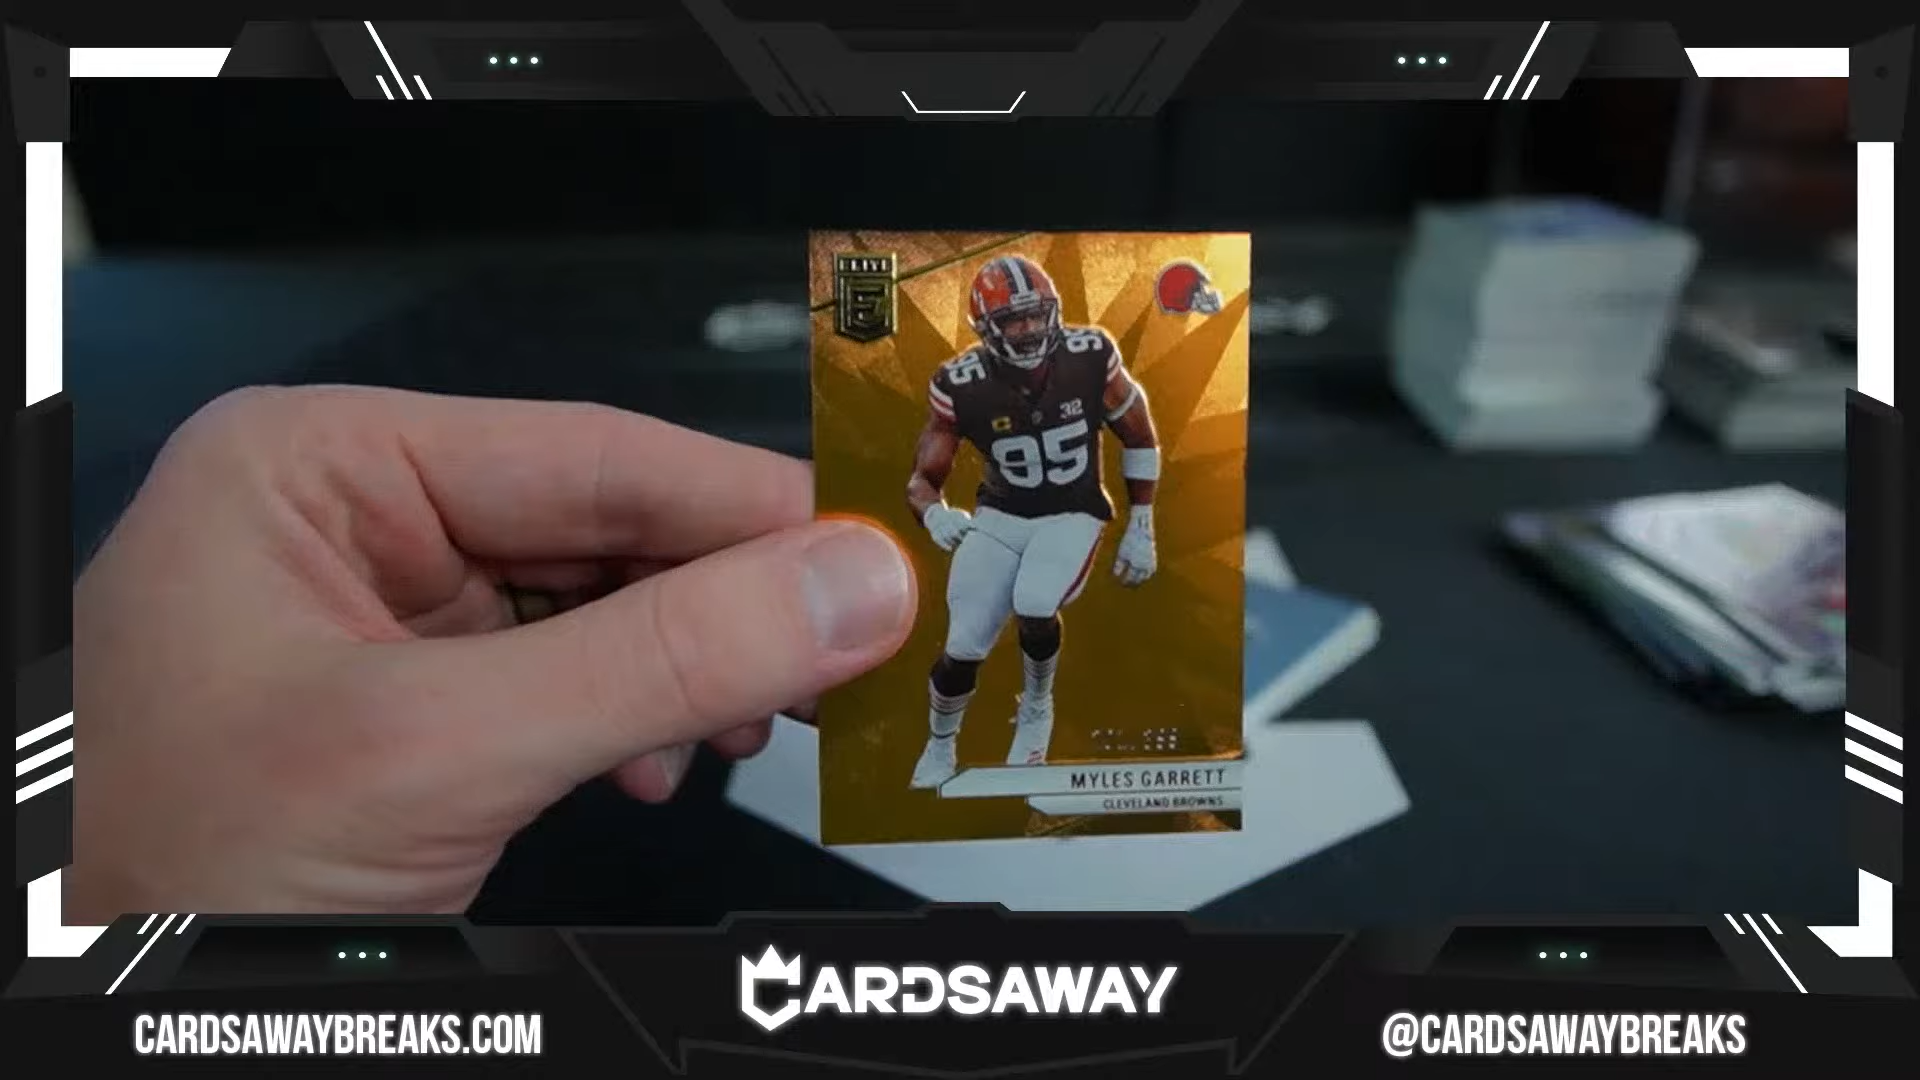 ELITE
E
95
95
32
95
MYLES GARRETT
CLEVELAND BROWNS
CARDSAWAY
CARDSAWAYBREAKS.COM
@CARDSAWAYBREAKS